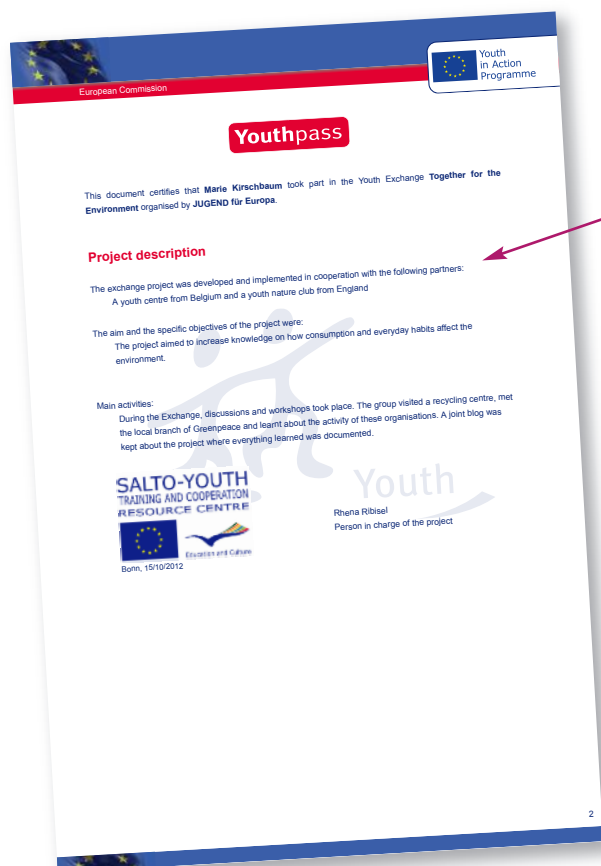 Youth
in Action
Programme
European Commission
Youthpass
This document certifies that Marie Kirschbaum took part in the Youth Exchange Together for the
Environment organised by JUGEND für Europa.
Project description
The exchange project was developed and implemented in cooperation with the following partners:
A youth centre from Belgium and a youth nature club from England
The aim and the specific objectives of the project were:
The project aimed to increase knowledge on how consumption and everyday habits affect the
environment.
Main activities:
During the Exchange, discussions and workshops took place. The group visited a recycling centre, met
the local branch of Greenpeace and learnt about the activity of these organisations. A joint blog was
kept about the project where everything learned was documented.
Youth
SALTO-YOUTH
TRAINING AND COOPERATION
RESOURCE CENTRE
Education and Culture
Rhena Ribisel
Person in charge of the project
Bonn, 15/10/2012
2